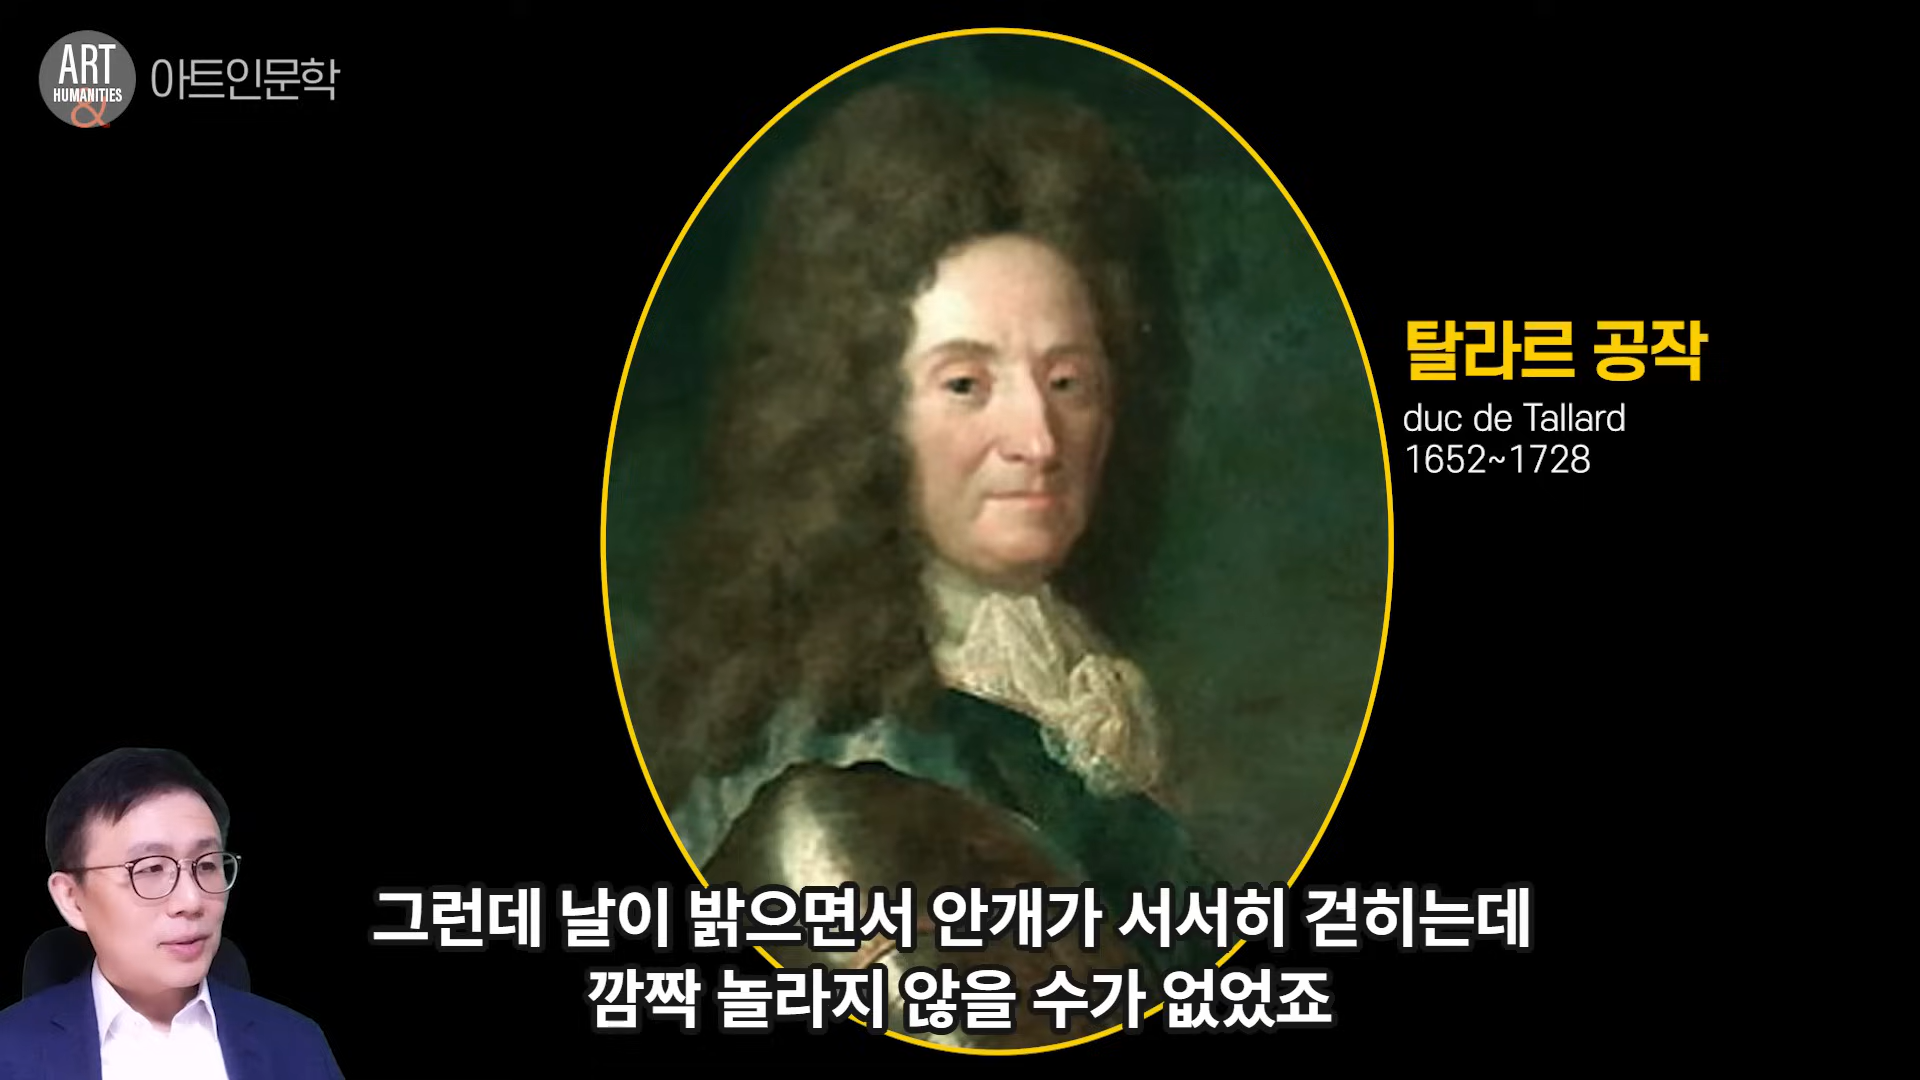 ART
HUMANITIES
&
아트인문학
탈라르 공작
duc de Tallard
1652~1728
그런데 날이 밝으면서 안개가 서서히 걷히는데
깜짝 놀라지 않을 수가 없었죠